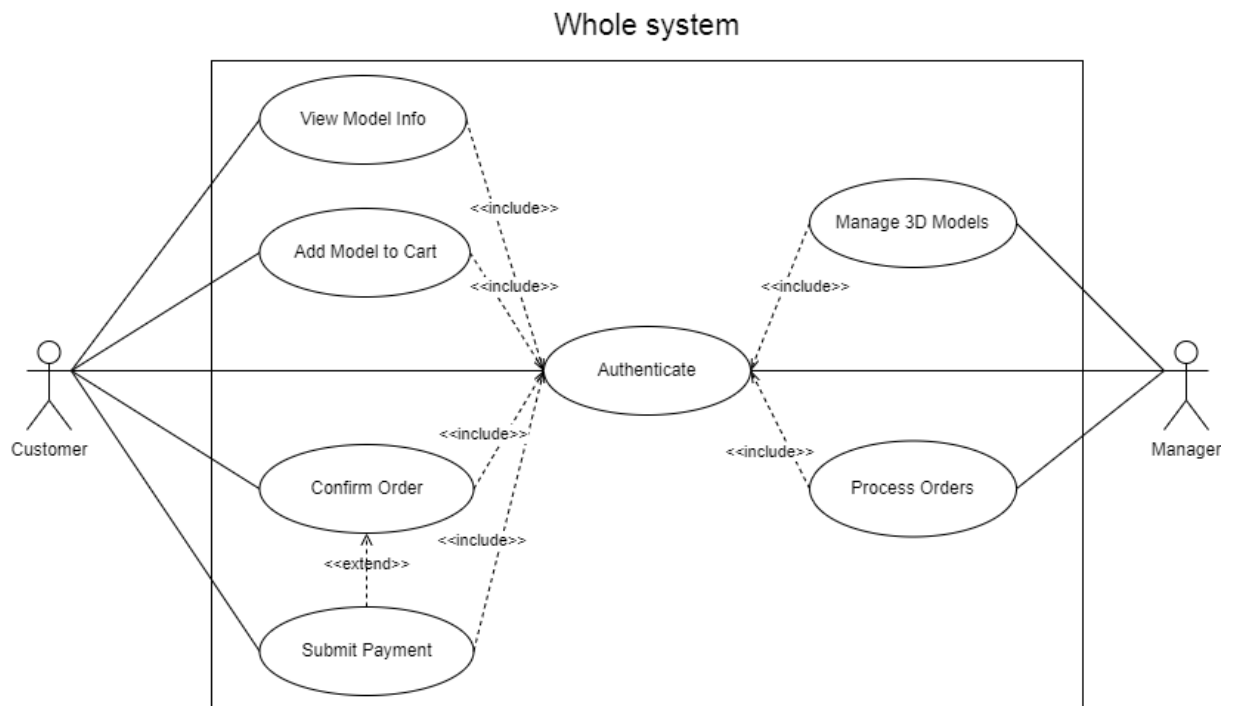 Whole system
View Model Info
<<include>>
Manage 3D Models
Add Model to Cart
<<include>>
<<include>>
Authenticate
Customer
<<include>>
Manager
<<include>>
Confirm Order
Process Orders
<<include>>
<<extend>>
Submit Payment